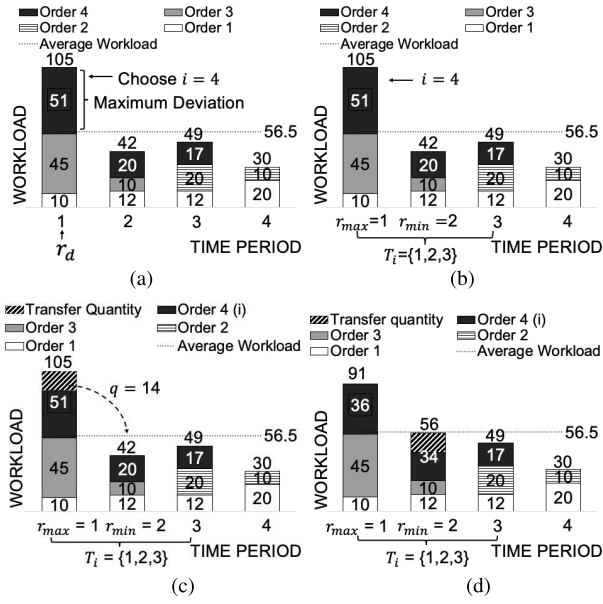 Order 4 Order 3
Order 2 Order 1
Average Workload
105
Choose i = 4
Maximum Deviation
51
45
10
42
20
10
12
49
17
20
12
56.5
30
10
20
WORKLOAD
1 2 3 4
r_d
TIME PERIOD
(a)
Order 4 Order 3
Order 2 Order 1
Average Workload
105
i = 4
51
45
10
42
20
10
12
49
17
20
12
56.5
30
10
20
WORKLOAD
r_max=1 r_min =2 3 4
TIME PERIOD
T_i={1,2,3}
(b)
Transfer Quantity Order 4 (i)
Order 3 Order 2
Order 1 Average Workload
105
q = 14
51
45
10
42
20
10
12
49
17
20
12
56.5
30
10
20
WORKLOAD
r_max = 1 r_min = 2 3 4
TIME PERIOD
T_i = {1,2,3}
(c)
Transfer quantity Order 4 (i)
Order 3 Order 2
Order 1 Average Workload
91
36
45
10
56
34
10
12
49
17
20
12
56.5
30
10
20
WORKLOAD
r_max = 1 r_min = 2 3 4
TIME PERIOD
T_i = {1,2,3}
(d)